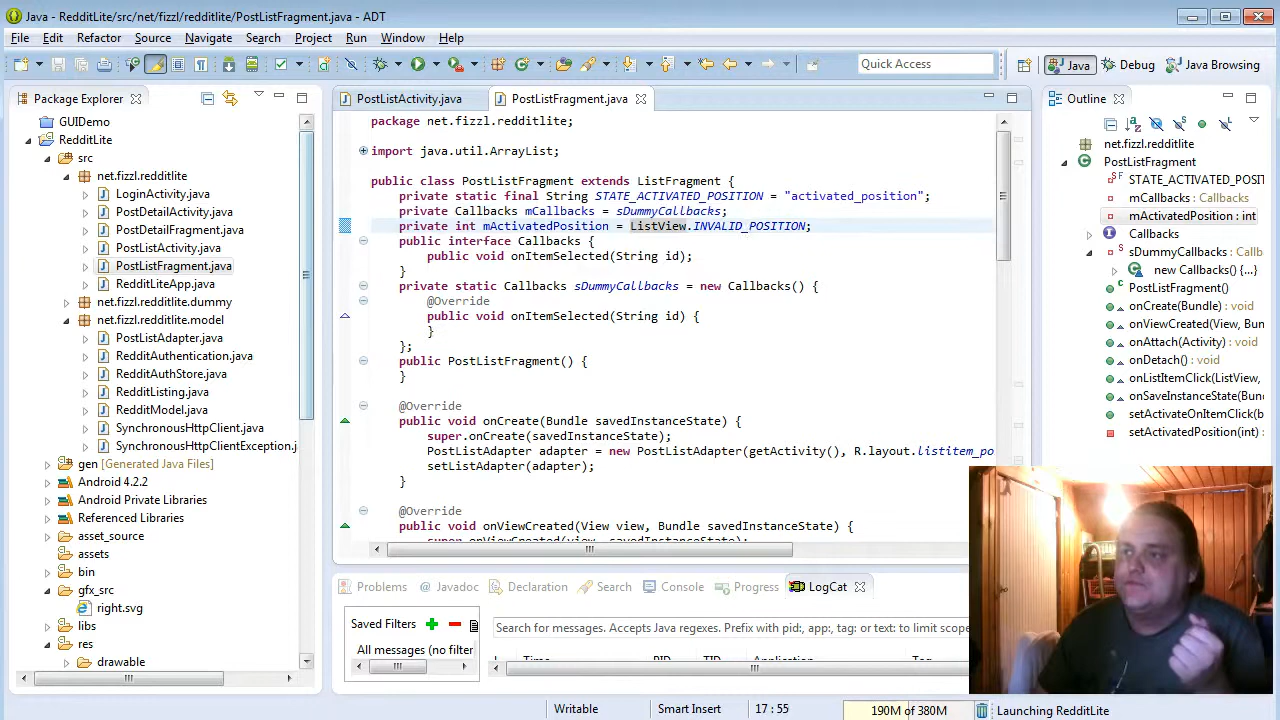 Java - RedditLite/src/net/fizzl/redditlite/PostListFragment.java - ADT
File Edit Refactor Source Navigate Search Project Run Window Help
Quick Access
Java
Debug
Java Browsing
Package Explorer
GUIDemo
RedditLite
src
net.fizzl.redditlite
LoginActivity.java
PostDetailActivity.java
PostDetailFragment.java
PostListActivity.java
PostListFragment.java
RedditLiteApp.java
net.fizzl.redditlite.dummy
net.fizzl.redditlite.model
PostListAdapter.java
RedditAuthentication.java
RedditAuthStore.java
RedditListing.java
RedditModel.java
SynchronousHttpClient.java
SynchronousHttpClientException.j
gen [Generated Java Files]
Android 4.2.2
Android Private Libraries
Referenced Libraries
asset_source
assets
bin
gfx_src
right.svg
libs
res
drawable
PostListActivity.java
PostListFragment.java
package net.fizzl.redditlite;
import java.util.ArrayList;
public class PostListFragment extends ListFragment {
private static final String STATE_ACTIVATED_POSITION = "activated_position";
private Callbacks mCallbacks = sDummyCallbacks;
private int mActivatedPosition = ListView.INVALID_POSITION;
public interface Callbacks {
public void onItemSelected(String id);
}
private static Callbacks sDummyCallbacks = new Callbacks() {
@Override
public void onItemSelected(String id) {
}
};
public PostListFragment() {
}
@Override
public void onCreate(Bundle savedInstanceState) {
super.onCreate(savedInstanceState);
PostListAdapter adapter = new PostListAdapter(getActivity(), R.layout.listitem_po
setListAdapter(adapter);
}
@Override
public void onViewCreated(View view, Bundle savedInstanceState) {
super.onViewCreated(view, savedInstanceState);
Outline
net.fizzl.redditlite
PostListFragment
STATE_ACTIVATED_POSIT
mCallbacks : Callbacks
mActivatedPosition : int
Callbacks
sDummyCallbacks : Callb
new Callbacks() {...}
PostListFragment()
onCreate(Bundle) : void
onViewCreated(View, Bun
onAttach(Activity) : void
onDetach() : void
onListItemClick(ListView,
onSaveInstanceState(Bun
setActivateOnItemClick(b
setActivatedPosition(int) :
Problems
Javadoc
Declaration
Search
Console
Progress
LogCat
Saved Filters
All messages (no filter
Search for messages. Accepts Java regexes. Prefix with pid:, app:, tag: or text: to limit scope
Time
PID
TID
Application
Tag
Writable
Smart Insert
17 : 55
190M of 380M
Launching RedditLite